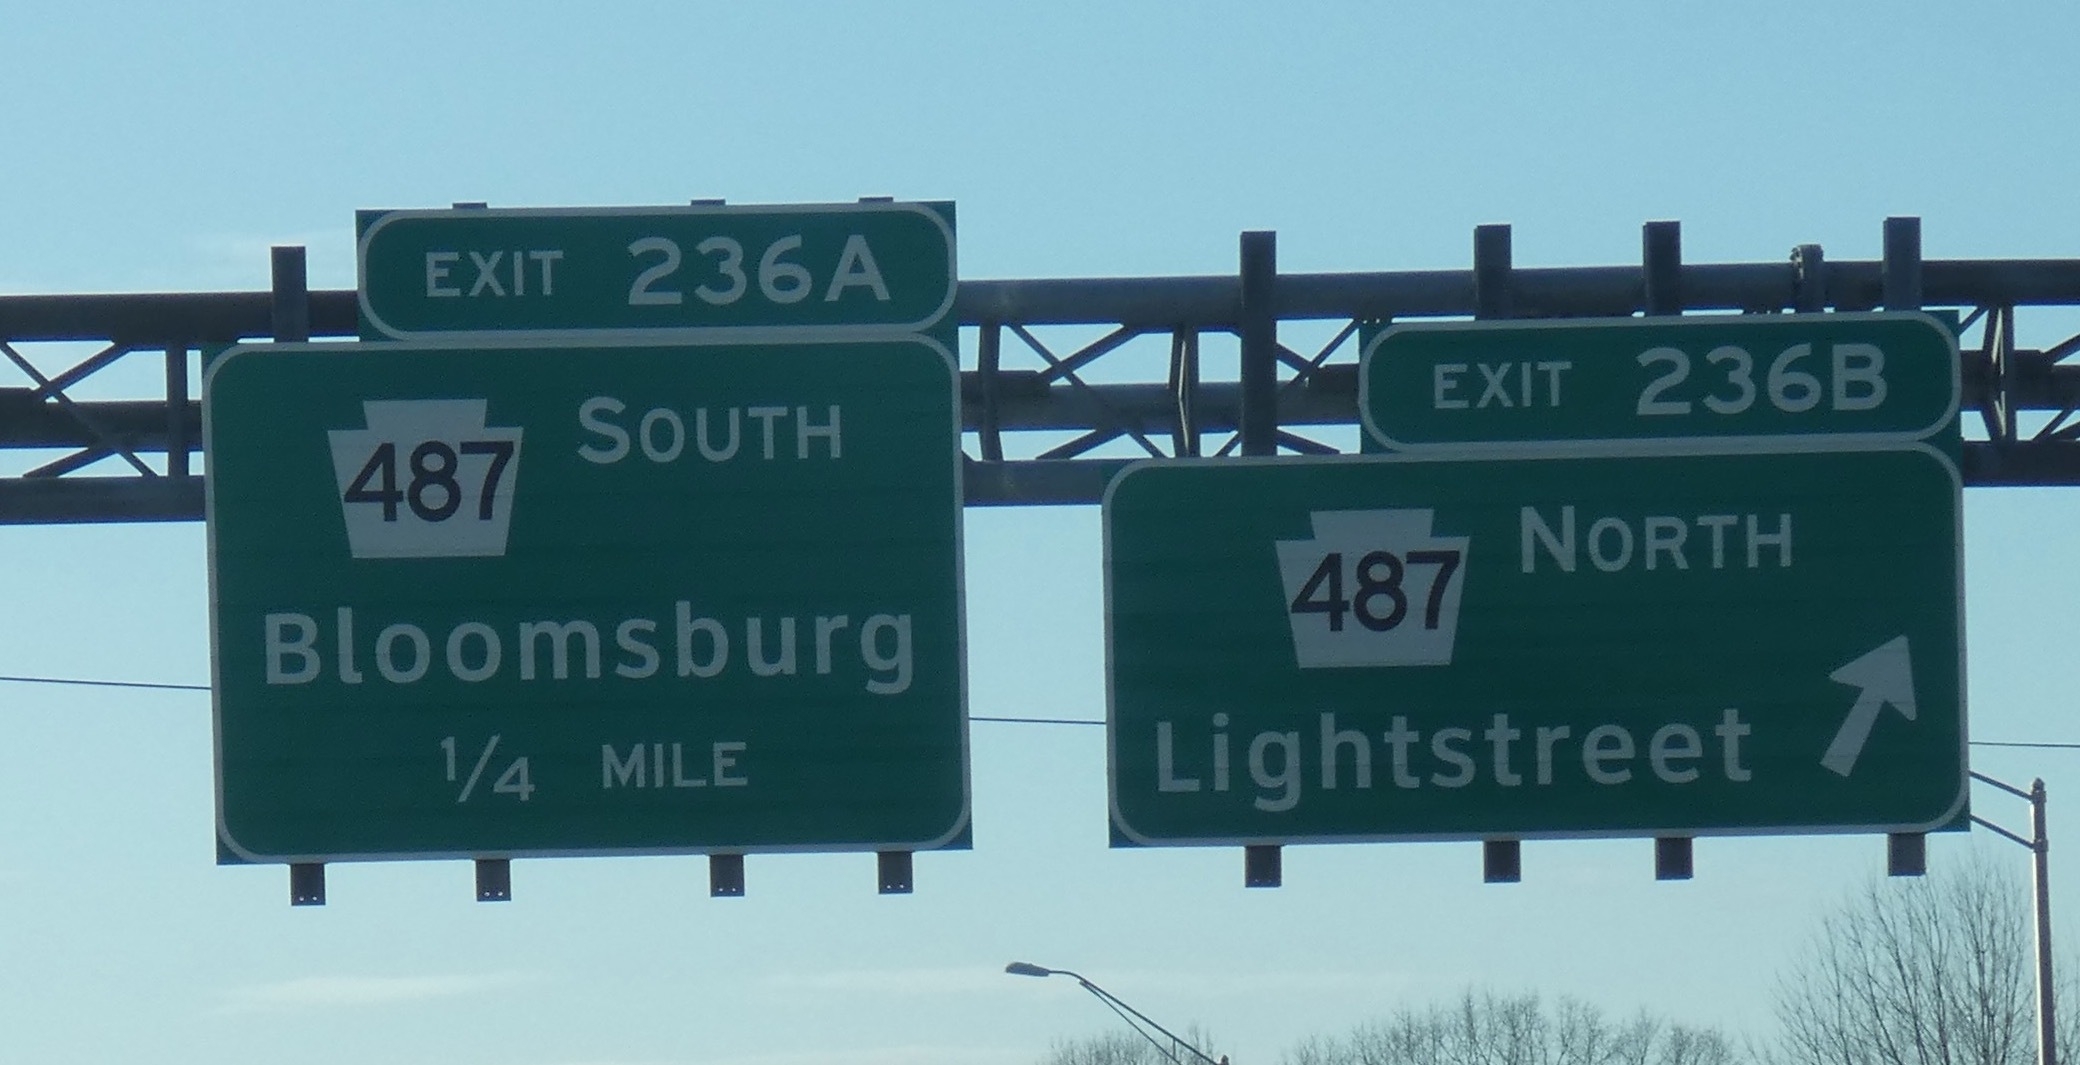 EXIT 236A
487 SOUTH
Bloomsburg
1/4 MILE
EXIT 236B
487 NORTH
Lightstreet